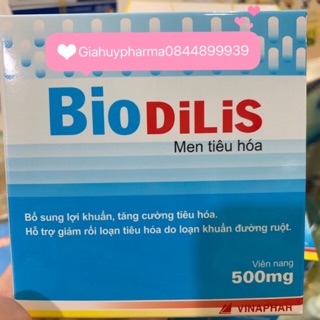 Giahuypharma0844899939
BioDiLiS
Men tiêu hóa
Bổ sung lợi khuẩn, tăng cường tiêu hóa.
Hỗ trợ giảm rối loạn tiêu hóa do loạn khuẩn đường ruột.
Viên nang
500mg
VINAPHAR